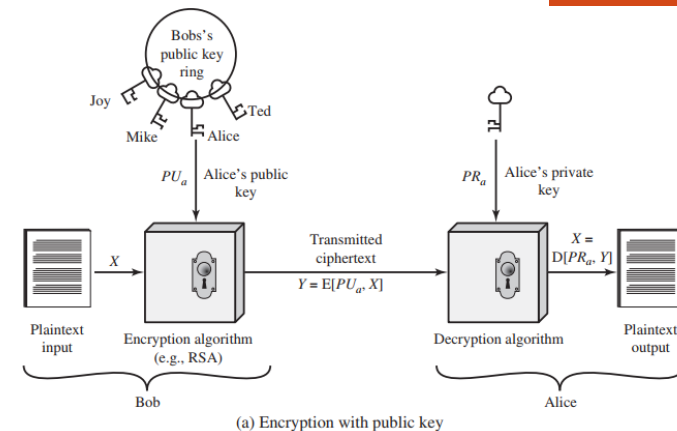 Bobs's
public key
ring
Joy
Ted
Mike
Alice
PUa
Alice's public
key
PRa
Alice's private
key
X
Transmitted
ciphertext
Y = E[PUa, X]
X =
D[PRa, Y]
Plaintext
input
Encryption algorithm
(e.g., RSA)
Decryption algorithm
Plaintext
output
Bob
Alice
(a) Encryption with public key